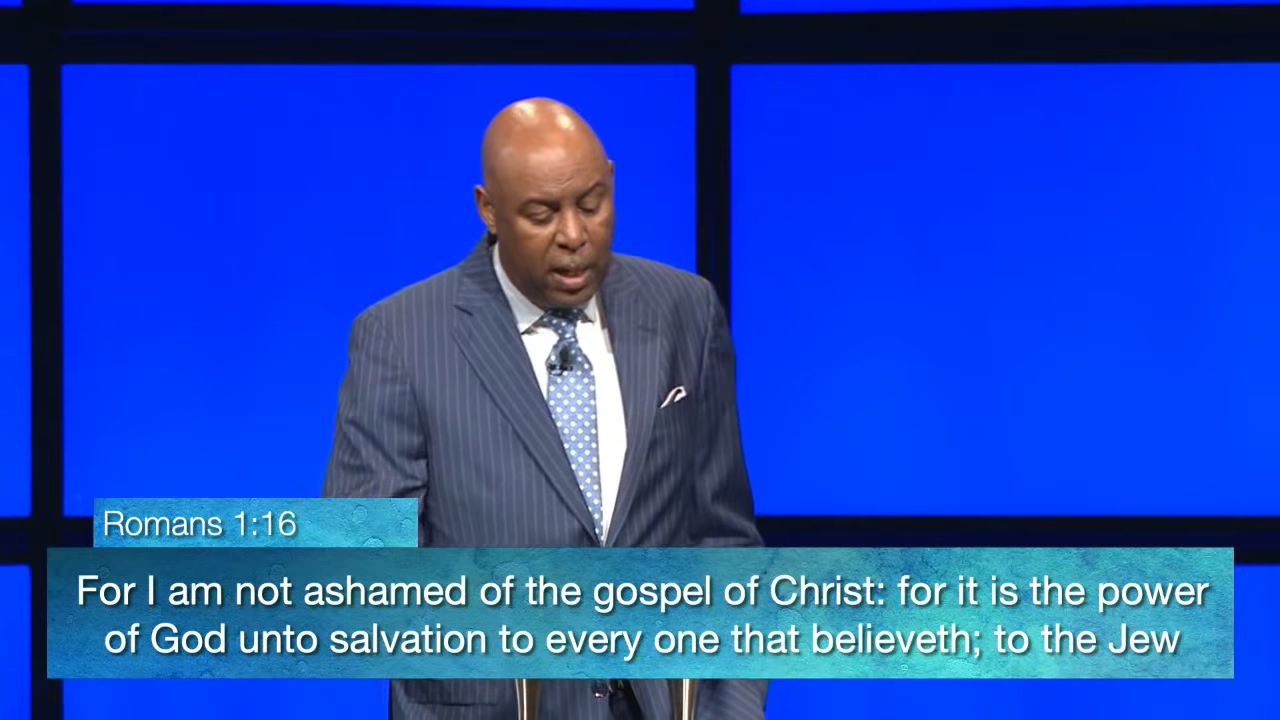 Romans 1:16
For I am not ashamed of the gospel of Christ: for it is the power
of God unto salvation to every one that believeth; to the Jew